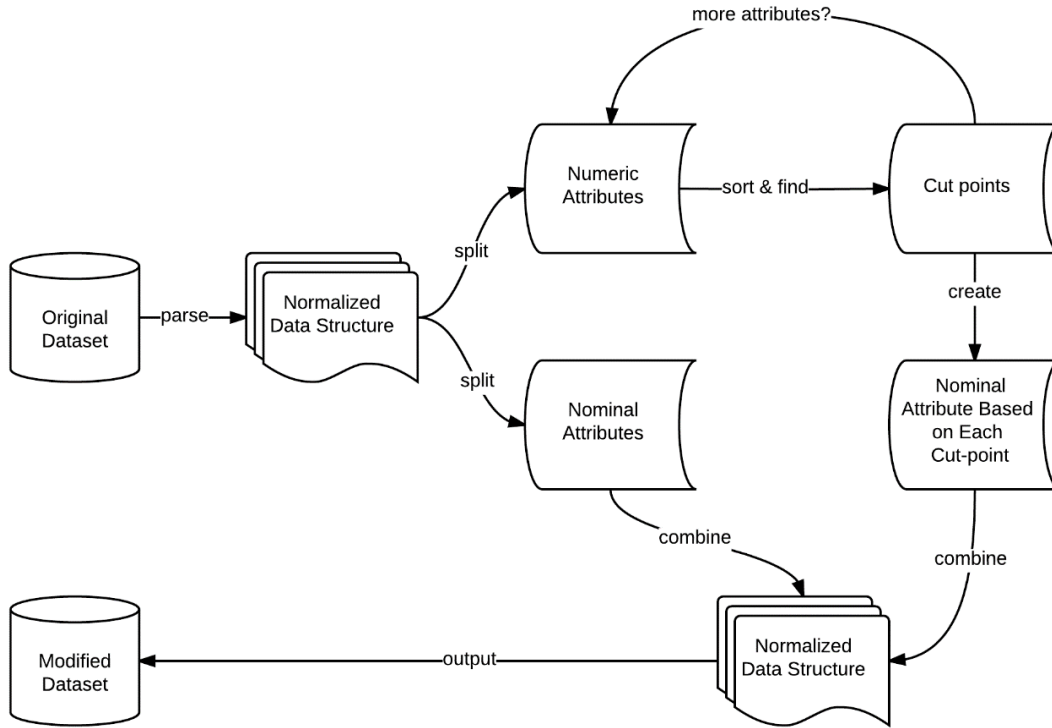 more attributes?
Numeric
Attributes
sort & find
Cut points
split
create
Original
Dataset
parse
Normalized
Data Structure
split
Nominal
Attributes
Nominal
Attribute Based
on Each
Cut-point
combine
combine
Modified
Dataset
output
Normalized
Data Structure